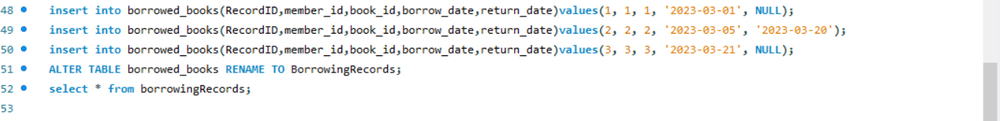 48 insert into borrowed_books(RecordID,member_id,book_id,borrow_date,return_date)values(1, 1, 1, '2023-03-01', NULL);
49 insert into borrowed_books(RecordID,member_id,book_id,borrow_date,return_date)values(2, 2, 2, '2023-03-05', '2023-03-20');
50 insert into borrowed_books(RecordID,member_id,book_id,borrow_date,return_date)values(3, 3, 3, '2023-03-21', NULL);
51 ALTER TABLE borrowed_books RENAME TO BorrowingRecords;
52 select * from borrowingRecords;
53